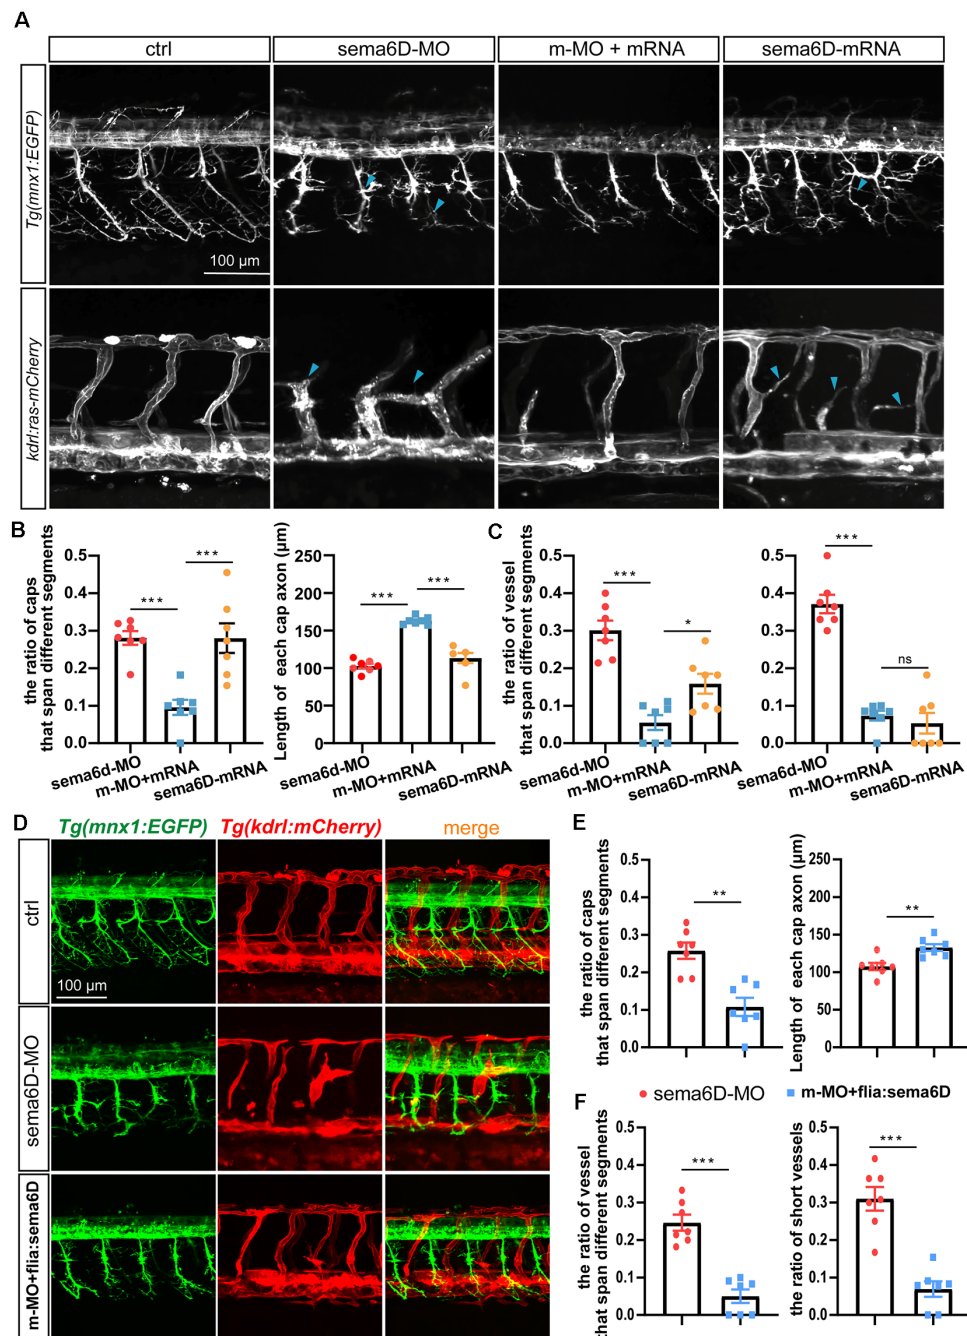 A
ctrl
sema6D-MO
m-MO + mRNA
sema6D-mRNA
Tg(mnx1:EGFP)
100 µm
kdrl:ras-mCherry
B
the ratio of caps
that span different segments
0.5
0.4
0.3
0.2
0.1
0.0
***
***
sema6d-MO
m-MO+mRNA
sema6D-mRNA
Length of each cap axon (µm)
250
200
150
100
50
0
***
***
sema6d-MO
m-MO+mRNA
sema6D-mRNA
C
the ratio of vessel
that span different segments
0.5
0.4
0.3
0.2
0.1
0.0
***
*
sema6d-MO
m-MO+mRNA
sema6D-mRNA
0.5
0.4
0.3
0.2
0.1
0.0
***
ns
sema6d-MO
m-MO+mRNA
sema6D-mRNA
D
Tg(mnx1:EGFP)
Tg(kdrl:mCherry)
merge
ctrl
100 µm
sema6D-MO
m-MO+flia:sema6D
E
the ratio of caps
that span different segments
0.5
0.4
0.3
0.2
0.1
0.0
**
Length of each cap axon (µm)
250
200
150
100
50
0
**
sema6D-MO
m-MO+flia:sema6D
F
the ratio of vessel
that span different segments
0.5
0.4
0.3
0.2
0.1
0.0
***
the ratio of short vessels
0.5
0.4
0.3
0.2
0.1
0.0
***